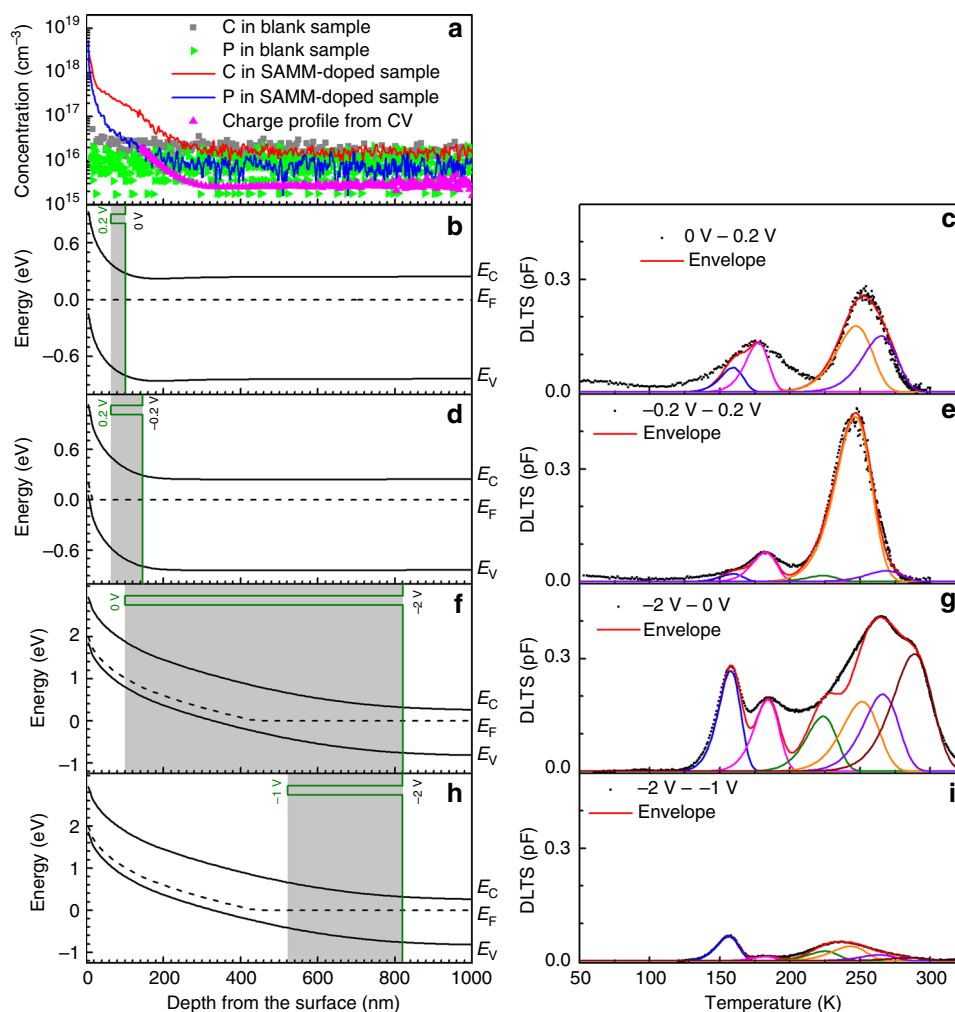 a
C in blank sample
P in blank sample
C in SAMM-doped sample
P in SAMM-doped sample
Charge profile from CV
Concentration (cm⁻³)
10¹⁹
10¹⁸
10¹⁷
10¹⁶
10¹⁵
b
0.2 V
0 V
Energy (eV)
0.6
0.0
−0.6
E_C
E_F
E_V
c
0 V – 0.2 V
Envelope
DLTS (pF)
0.3
0.0
d
0.2 V
−0.2 V
Energy (eV)
0.6
0.0
−0.6
E_C
E_F
E_V
e
−0.2 V – 0.2 V
Envelope
DLTS (pF)
0.3
0.0
f
0 V
−2 V
Energy (eV)
2
1
0
−1
E_C
E_F
E_V
g
−2 V – 0 V
Envelope
DLTS (pF)
0.3
0.0
h
−1 V
−2 V
Energy (eV)
2
1
0
−1
E_C
E_F
E_V
0 200 400 600 800 1000
Depth from the surface (nm)
i
−2 V – −1 V
Envelope
DLTS (pF)
0.3
0.0
50 100 150 200 250 300
Temperature (K)